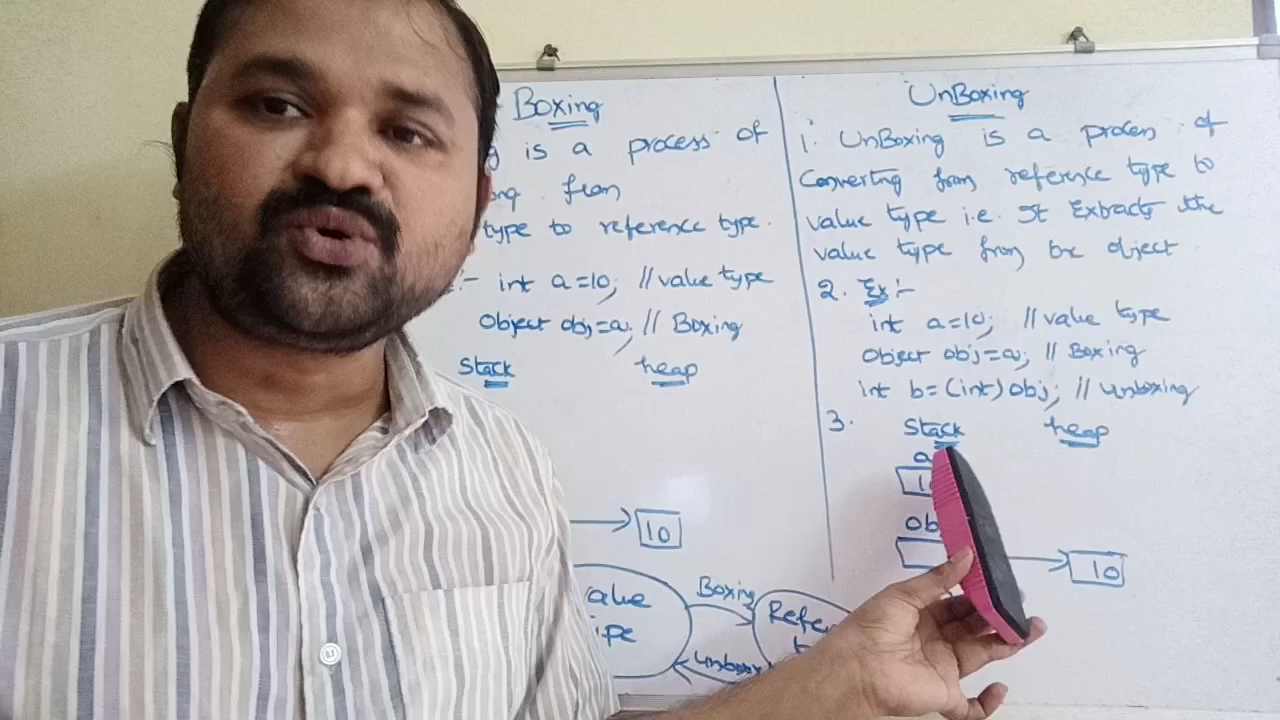 Boxing
is a process of
from
type to reference type.
:- int a=10; // value type
Object obj=a; // Boxing
Stack heap
10
Boxing
unboxing
UnBoxing
1. UnBoxing is a process of
Converting from reference type to
value type i.e. It Extracts the
value type from the object.
2. Ex:-
int a=10; // value type
Object obj=a; // Boxing
int b=(int)obj; // unboxing
3. Stack heap
a
10